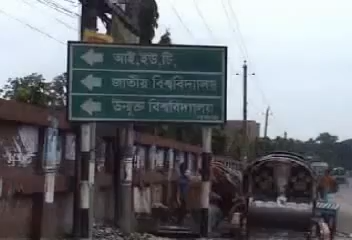 আই,ইউ,টি,
জাতীয় বিশ্ববিদ্যালয়
উন্মুক্ত বিশ্ববিদ্যালয়